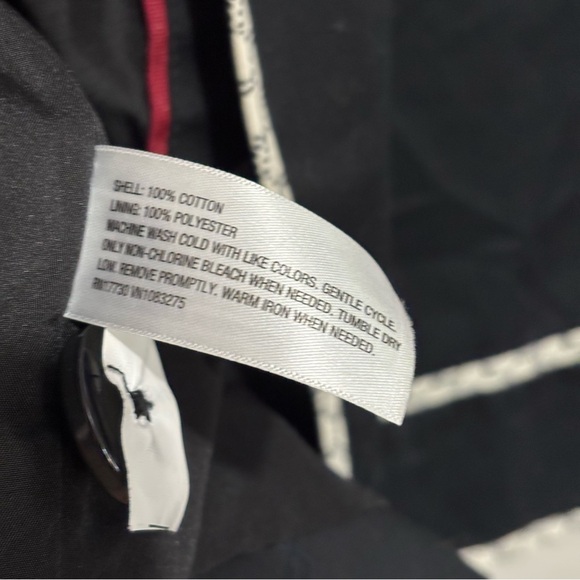 SHELL: 100% COTTON
LINING: 100% POLYESTER
MACHINE WASH COLD WITH LIKE COLORS. GENTLE CYCLE.
ONLY NON-CHLORINE BLEACH WHEN NEEDED. TUMBLE DRY
LOW. REMOVE PROMPTLY. WARM IRON WHEN NEEDED.
RN17730 VN1083275